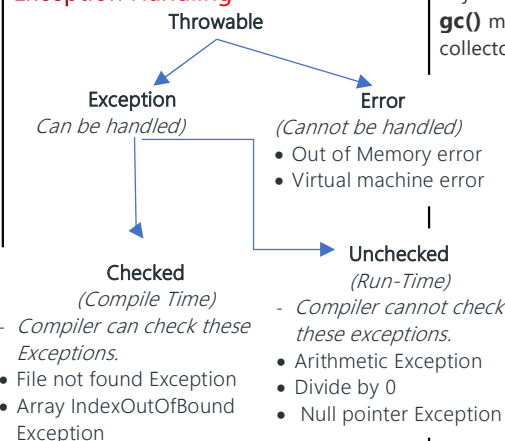 Exception Handling
Throwable
gc() m
collecto
Exception
Can be handled)
Error
(Cannot be handled)
• Out of Memory error
• Virtual machine error
Checked
(Compile Time)
- Compiler can check these
Exceptions.
• File not found Exception
• Array IndexOutOfBound
Exception
Unchecked
(Run-Time)
- Compiler cannot check
these exceptions.
• Arithmetic Exception
• Divide by 0
• Null pointer Exception